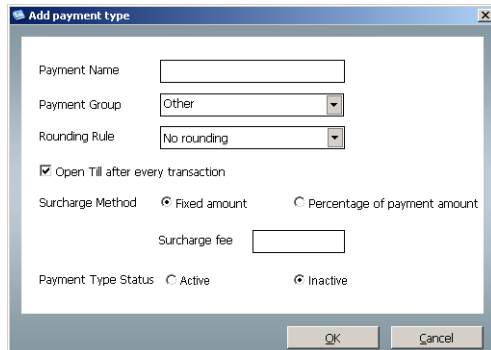 Add payment type
Payment Name
Payment Group Other
Rounding Rule No rounding
Open Till after every transaction
Surcharge Method Fixed amount Percentage of payment amount
Surcharge fee
Payment Type Status Active Inactive
OK Cancel